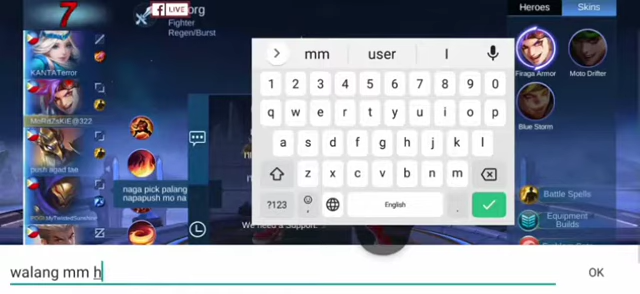 7
LIVE
org
Fighter
Regen/Burst
Heroes
Skins
KANTATerror
Firaga Armor
Moto Drifter
MoRidZsKiE@322
Blue Storm
push agad tae
naga pick palang
napapush mo na
We need a Support.
Battle Spells
Equipment
Builds
mm
user
I
1 2 3 4 5 6 7 8 9 0
q w e r t y u i o p
a s d f g h j k l
z x c v b n m
?123
English
.
walang mm h
OK